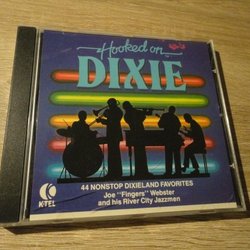 Hooked on...
DIXIE
44 NONSTOP DIXIELAND FAVORITES
Joe "Fingers" Webster
and his River City Jazzmen
K-TEL